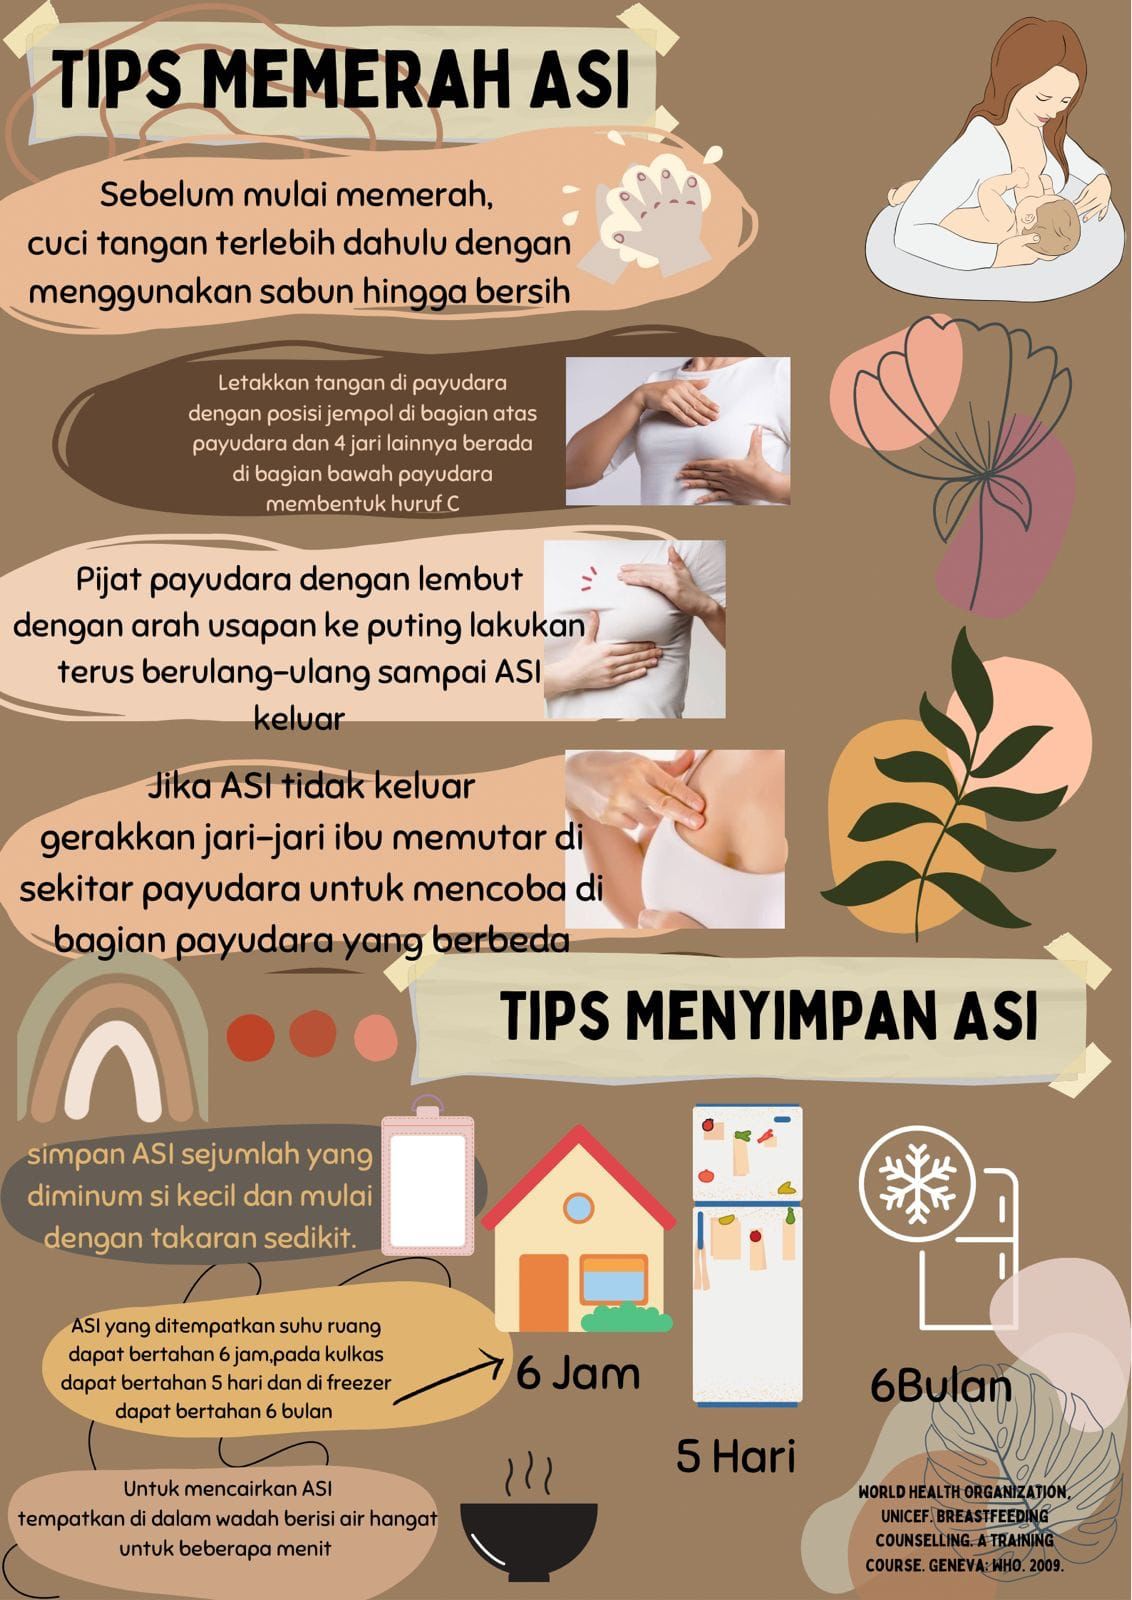 TIPS MEMERAH ASI
Sebelum mulai memerah,
cuci tangan terlebih dahulu dengan
menggunakan sabun hingga bersih
Letakkan tangan di payudara
dengan posisi jempol di bagian atas
payudara dan 4 jari lainnya berada
di bagian bawah payudara
membentuk huruf C
Pijat payudara dengan lembut
dengan arah usapan ke puting lakukan
terus berulang-ulang sampai ASI
keluar
Jika ASI tidak keluar
gerakkan jari-jari ibu memutar di
sekitar payudara untuk mencoba di
bagian payudara yang berbeda
TIPS MENYIMPAN ASI
simpan ASI sejumlah yang
diminum si kecil dan mulai
dengan takaran sedikit.
ASI yang ditempatkan suhu ruang
dapat bertahan 6 jam,pada kulkas
dapat bertahan 5 hari dan di freezer
dapat bertahan 6 bulan
6 Jam
5 Hari
6Bulan
Untuk mencairkan ASI
tempatkan di dalam wadah berisi air hangat
untuk beberapa menit
WORLD HEALTH ORGANIZATION,
UNICEF. BREASTFEEDING
COUNSELLING. A TRAINING
COURSE. GENEVA: WHO. 2009.